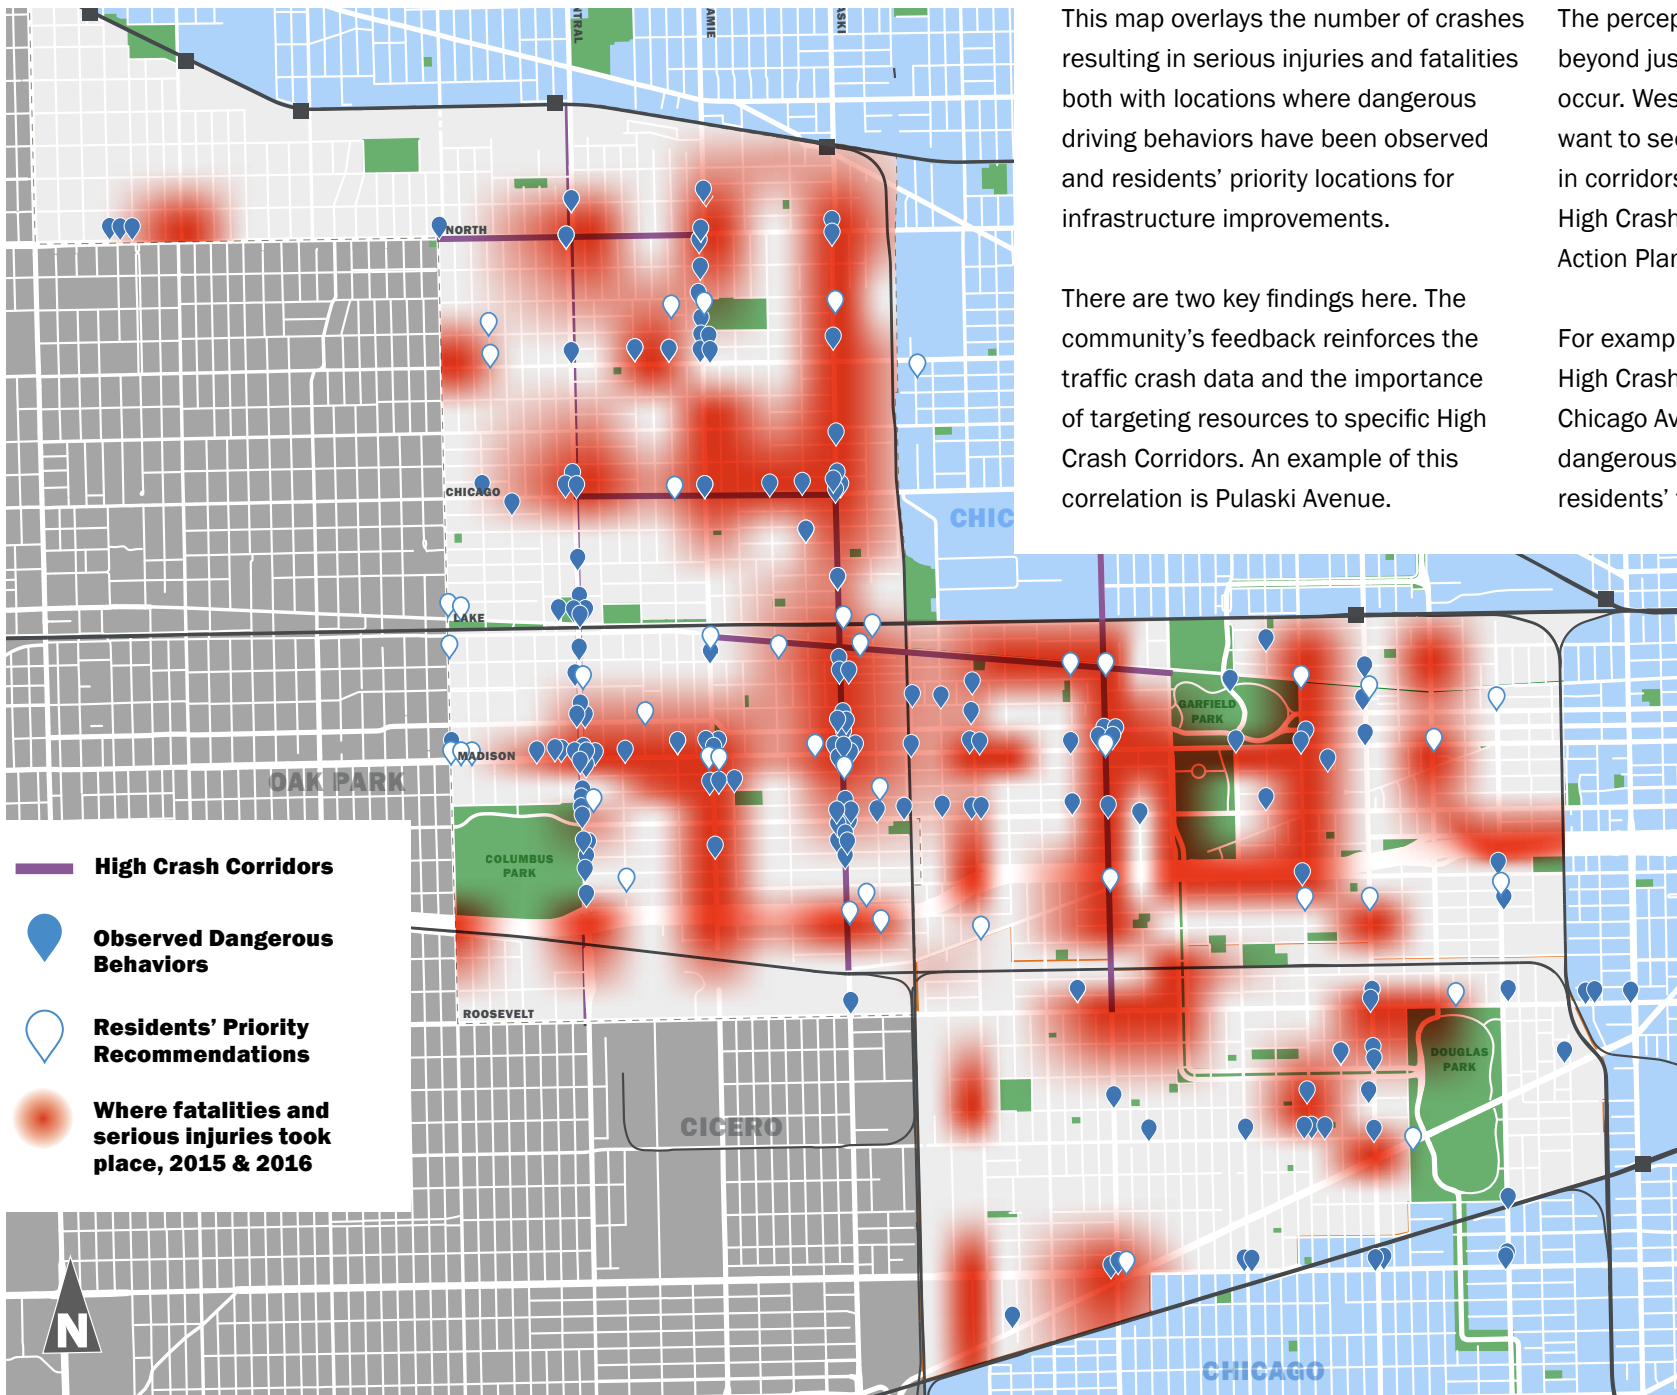 This map overlays the number of crashes
resulting in serious injuries and fatalities
both with locations where dangerous
driving behaviors have been observed
and residents' priority locations for
infrastructure improvements.
There are two key findings here. The
community's feedback reinforces the
traffic crash data and the importance
of targeting resources to specific High
Crash Corridors. An example of this
correlation is Pulaski Avenue.
The percep
beyond jus
occur. Wes
want to see
in corridors
High Crash
Action Plan
For examp
High Crash
Chicago Av
dangerous
residents'
NTRAL
AMIE
ASKI
NORTH
CHICAGO
CHIC
LAKE
GARFIELD
PARK
MADISON
OAK PARK
COLUMBUS
PARK
ROOSEVELT
DOUGLAS
PARK
CICERO
CHICAGO
High Crash Corridors
Observed Dangerous
Behaviors
Residents' Priority
Recommendations
Where fatalities and
serious injuries took
place, 2015 & 2016
N